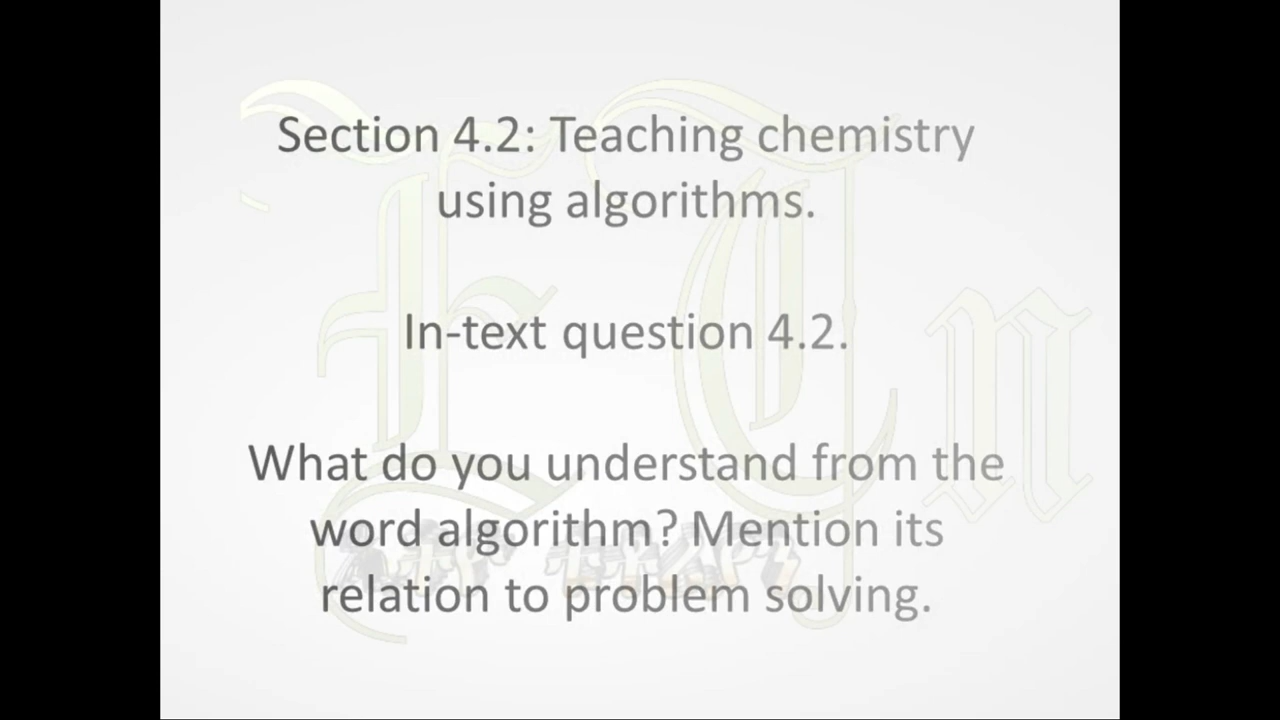 Section 4.2: Teaching chemistry
using algorithms.
In-text question 4.2.
What do you understand from the
word algorithm? Mention its
relation to problem solving.